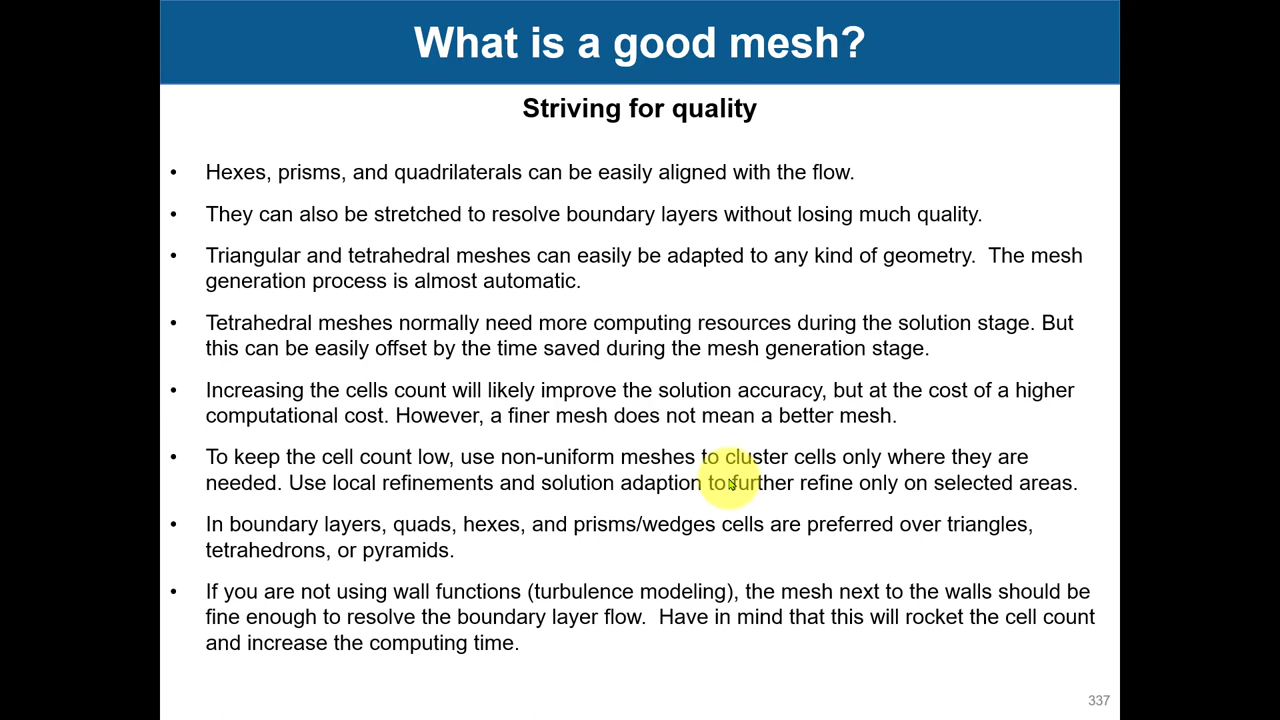 What is a good mesh?
Striving for quality
• Hexes, prisms, and quadrilaterals can be easily aligned with the flow.
• They can also be stretched to resolve boundary layers without losing much quality.
• Triangular and tetrahedral meshes can easily be adapted to any kind of geometry.  The mesh
generation process is almost automatic.
• Tetrahedral meshes normally need more computing resources during the solution stage. But
this can be easily offset by the time saved during the mesh generation stage.
• Increasing the cells count will likely improve the solution accuracy, but at the cost of a higher
computational cost. However, a finer mesh does not mean a better mesh.
• To keep the cell count low, use non-uniform meshes to cluster cells only where they are
needed. Use local refinements and solution adaption to further refine only on selected areas.
• In boundary layers, quads, hexes, and prisms/wedges cells are preferred over triangles,
tetrahedrons, or pyramids.
• If you are not using wall functions (turbulence modeling), the mesh next to the walls should be
fine enough to resolve the boundary layer flow.  Have in mind that this will rocket the cell count
and increase the computing time.
337